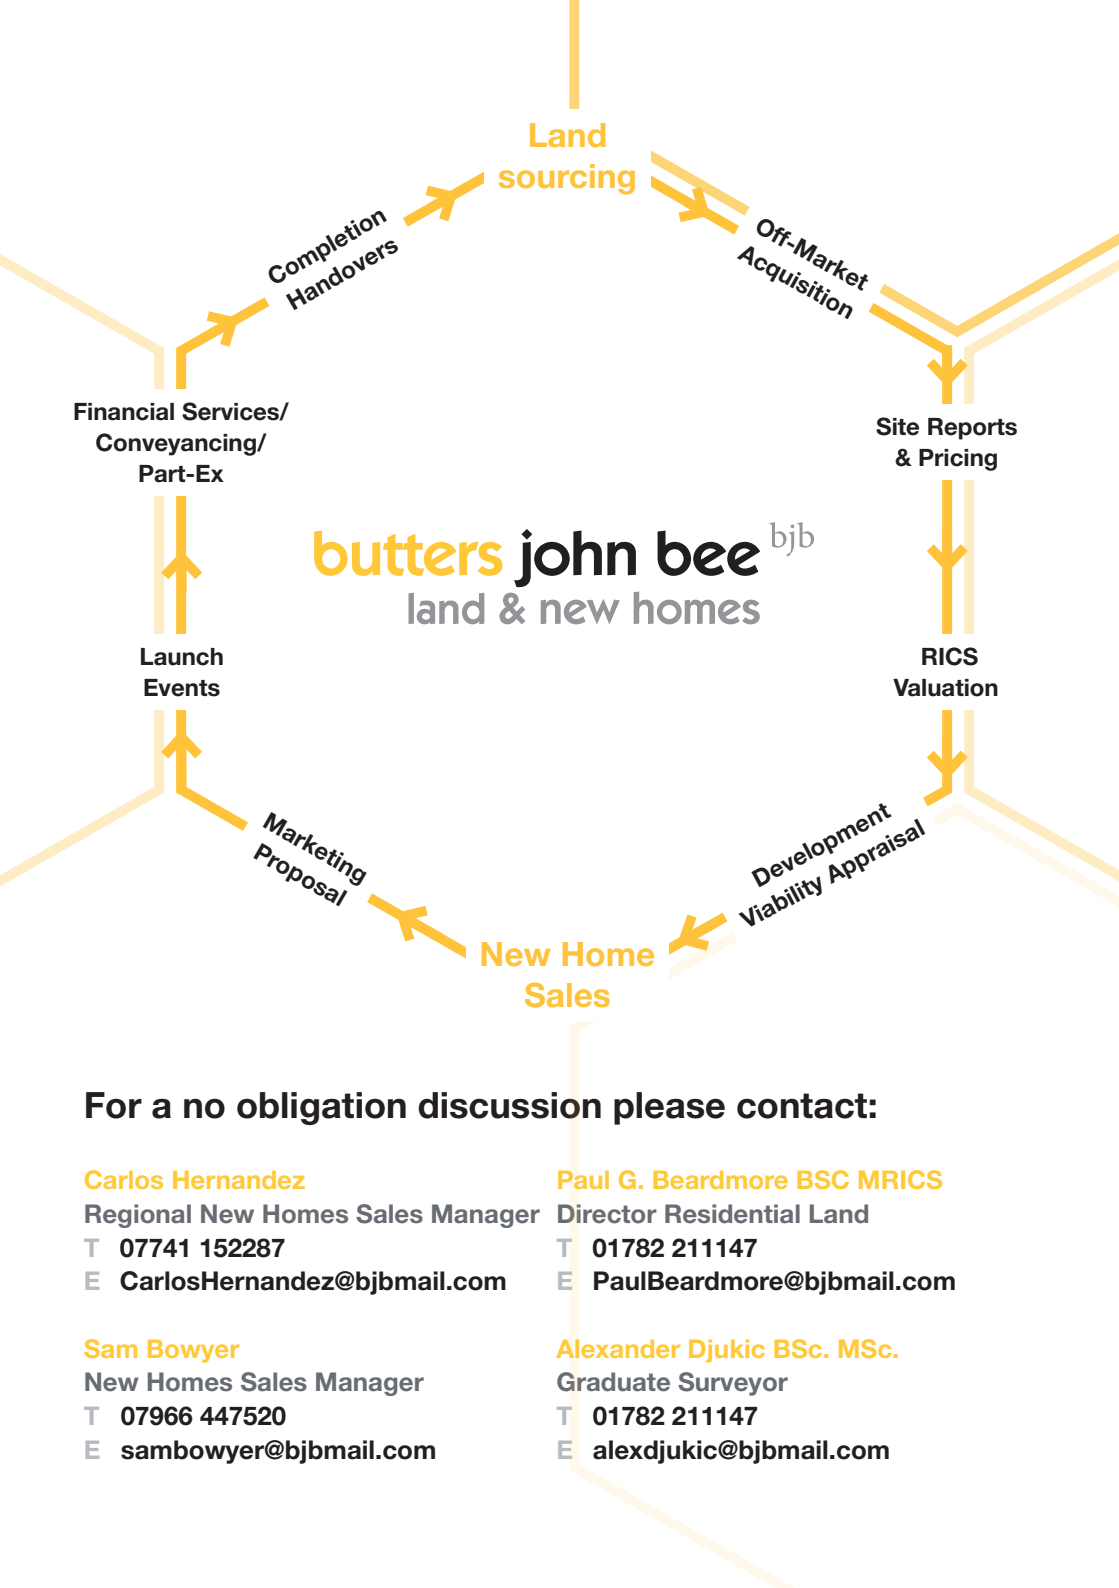 Land
sourcing
Off-Market
Acquisition
Site Reports
& Pricing
RICS
Valuation
Development
Viability Appraisal
New Home
Sales
Marketing
Proposal
Launch
Events
Financial Services/
Conveyancing/
Part-Ex
Completion
Handovers
butters john bee bjb
land & new homes
For a no obligation discussion please contact:
Carlos Hernandez
Regional New Homes Sales Manager
T 07741 152287
E CarlosHernandez@bjbmail.com
Paul G. Beardmore BSC MRICS
Director Residential Land
T 01782 211147
E PaulBeardmore@bjbmail.com
Sam Bowyer
New Homes Sales Manager
T 07966 447520
E sambowyer@bjbmail.com
Alexander Djukic BSc. MSc.
Graduate Surveyor
T 01782 211147
E alexdjukic@bjbmail.com